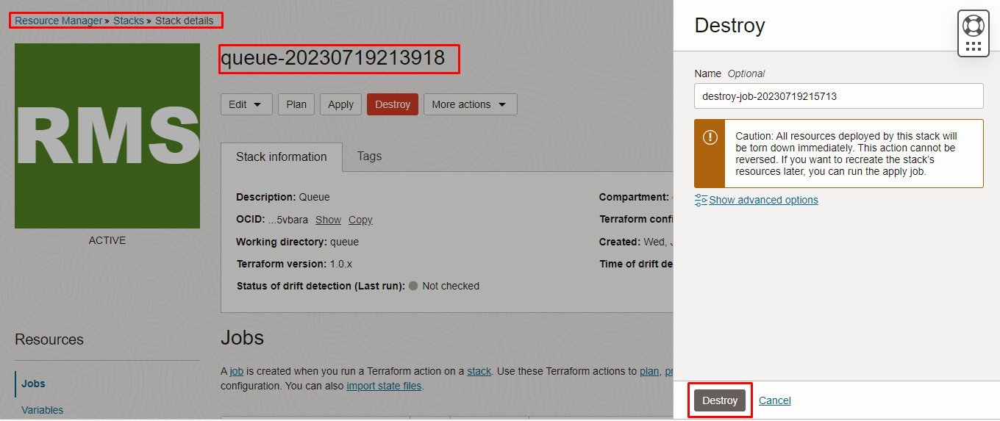 Resource Manager » Stacks » Stack details
RMS
ACTIVE
queue-20230719213918
Edit Plan Apply Destroy More actions
Stack information Tags
Description: Queue
OCID: ...5vbara Show Copy
Working directory: queue
Terraform version: 1.0.x
Status of drift detection (Last run): Not checked
Compartment:
Terraform confi
Created: Wed, J
Time of drift de
Resources
Jobs
Variables
Jobs
A job is created when you run a Terraform action on a stack. Use these Terraform actions to plan, pr
configuration. You can also import state files.
Destroy
Name Optional
destroy-job-20230719215713
Caution: All resources deployed by this stack will
be torn down immediately. This action cannot be
reversed. If you want to recreate the stack's
resources later, you can run the apply job.
Show advanced options
Destroy Cancel